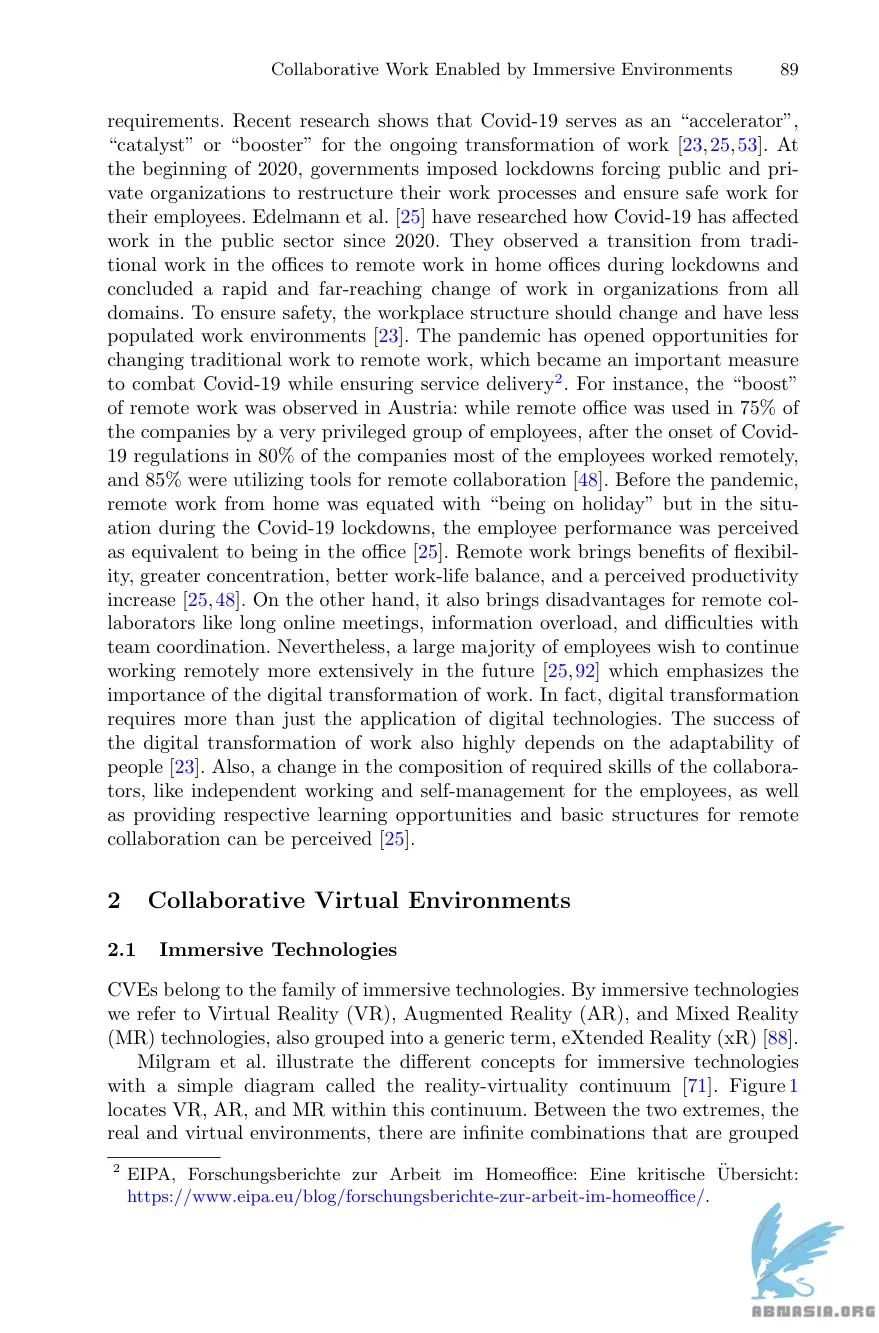 Collaborative Work Enabled by Immersive Environments 89
requirements. Recent research shows that Covid-19 serves as an “accelerator”,
“catalyst” or “booster” for the ongoing transformation of work [23,25,53]. At
the beginning of 2020, governments imposed lockdowns forcing public and pri-
vate organizations to restructure their work processes and ensure safe work for
their employees. Edelmann et al. [25] have researched how Covid-19 has affected
work in the public sector since 2020. They observed a transition from tradi-
tional work in the offices to remote work in home offices during lockdowns and
concluded a rapid and far-reaching change of work in organizations from all
domains. To ensure safety, the workplace structure should change and have less
populated work environments [23]. The pandemic has opened opportunities for
changing traditional work to remote work, which became an important measure
to combat Covid-19 while ensuring service delivery2. For instance, the “boost”
of remote work was observed in Austria: while remote office was used in 75% of
the companies by a very privileged group of employees, after the onset of Covid-
19 regulations in 80% of the companies most of the employees worked remotely,
and 85% were utilizing tools for remote collaboration [48]. Before the pandemic,
remote work from home was equated with “being on holiday” but in the situ-
ation during the Covid-19 lockdowns, the employee performance was perceived
as equivalent to being in the office [25]. Remote work brings benefits of flexibil-
ity, greater concentration, better work-life balance, and a perceived productivity
increase [25,48]. On the other hand, it also brings disadvantages for remote col-
laborators like long online meetings, information overload, and difficulties with
team coordination. Nevertheless, a large majority of employees wish to continue
working remotely more extensively in the future [25,92] which emphasizes the
importance of the digital transformation of work. In fact, digital transformation
requires more than just the application of digital technologies. The success of
the digital transformation of work also highly depends on the adaptability of
people [23]. Also, a change in the composition of required skills of the collabora-
tors, like independent working and self-management for the employees, as well
as providing respective learning opportunities and basic structures for remote
collaboration can be perceived [25].
2 Collaborative Virtual Environments
2.1 Immersive Technologies
CVEs belong to the family of immersive technologies. By immersive technologies
we refer to Virtual Reality (VR), Augmented Reality (AR), and Mixed Reality
(MR) technologies, also grouped into a generic term, eXtended Reality (xR) [88].
Milgram et al. illustrate the different concepts for immersive technologies
with a simple diagram called the reality-virtuality continuum [71]. Figure 1
locates VR, AR, and MR within this continuum. Between the two extremes, the
real and virtual environments, there are infinite combinations that are grouped
2 EIPA, Forschungsberichte zur Arbeit im Homeoffice: Eine kritische Übersicht:
https://www.eipa.eu/blog/forschungsberichte-zur-arbeit-im-homeoffice/.
ABNASIA.ORG